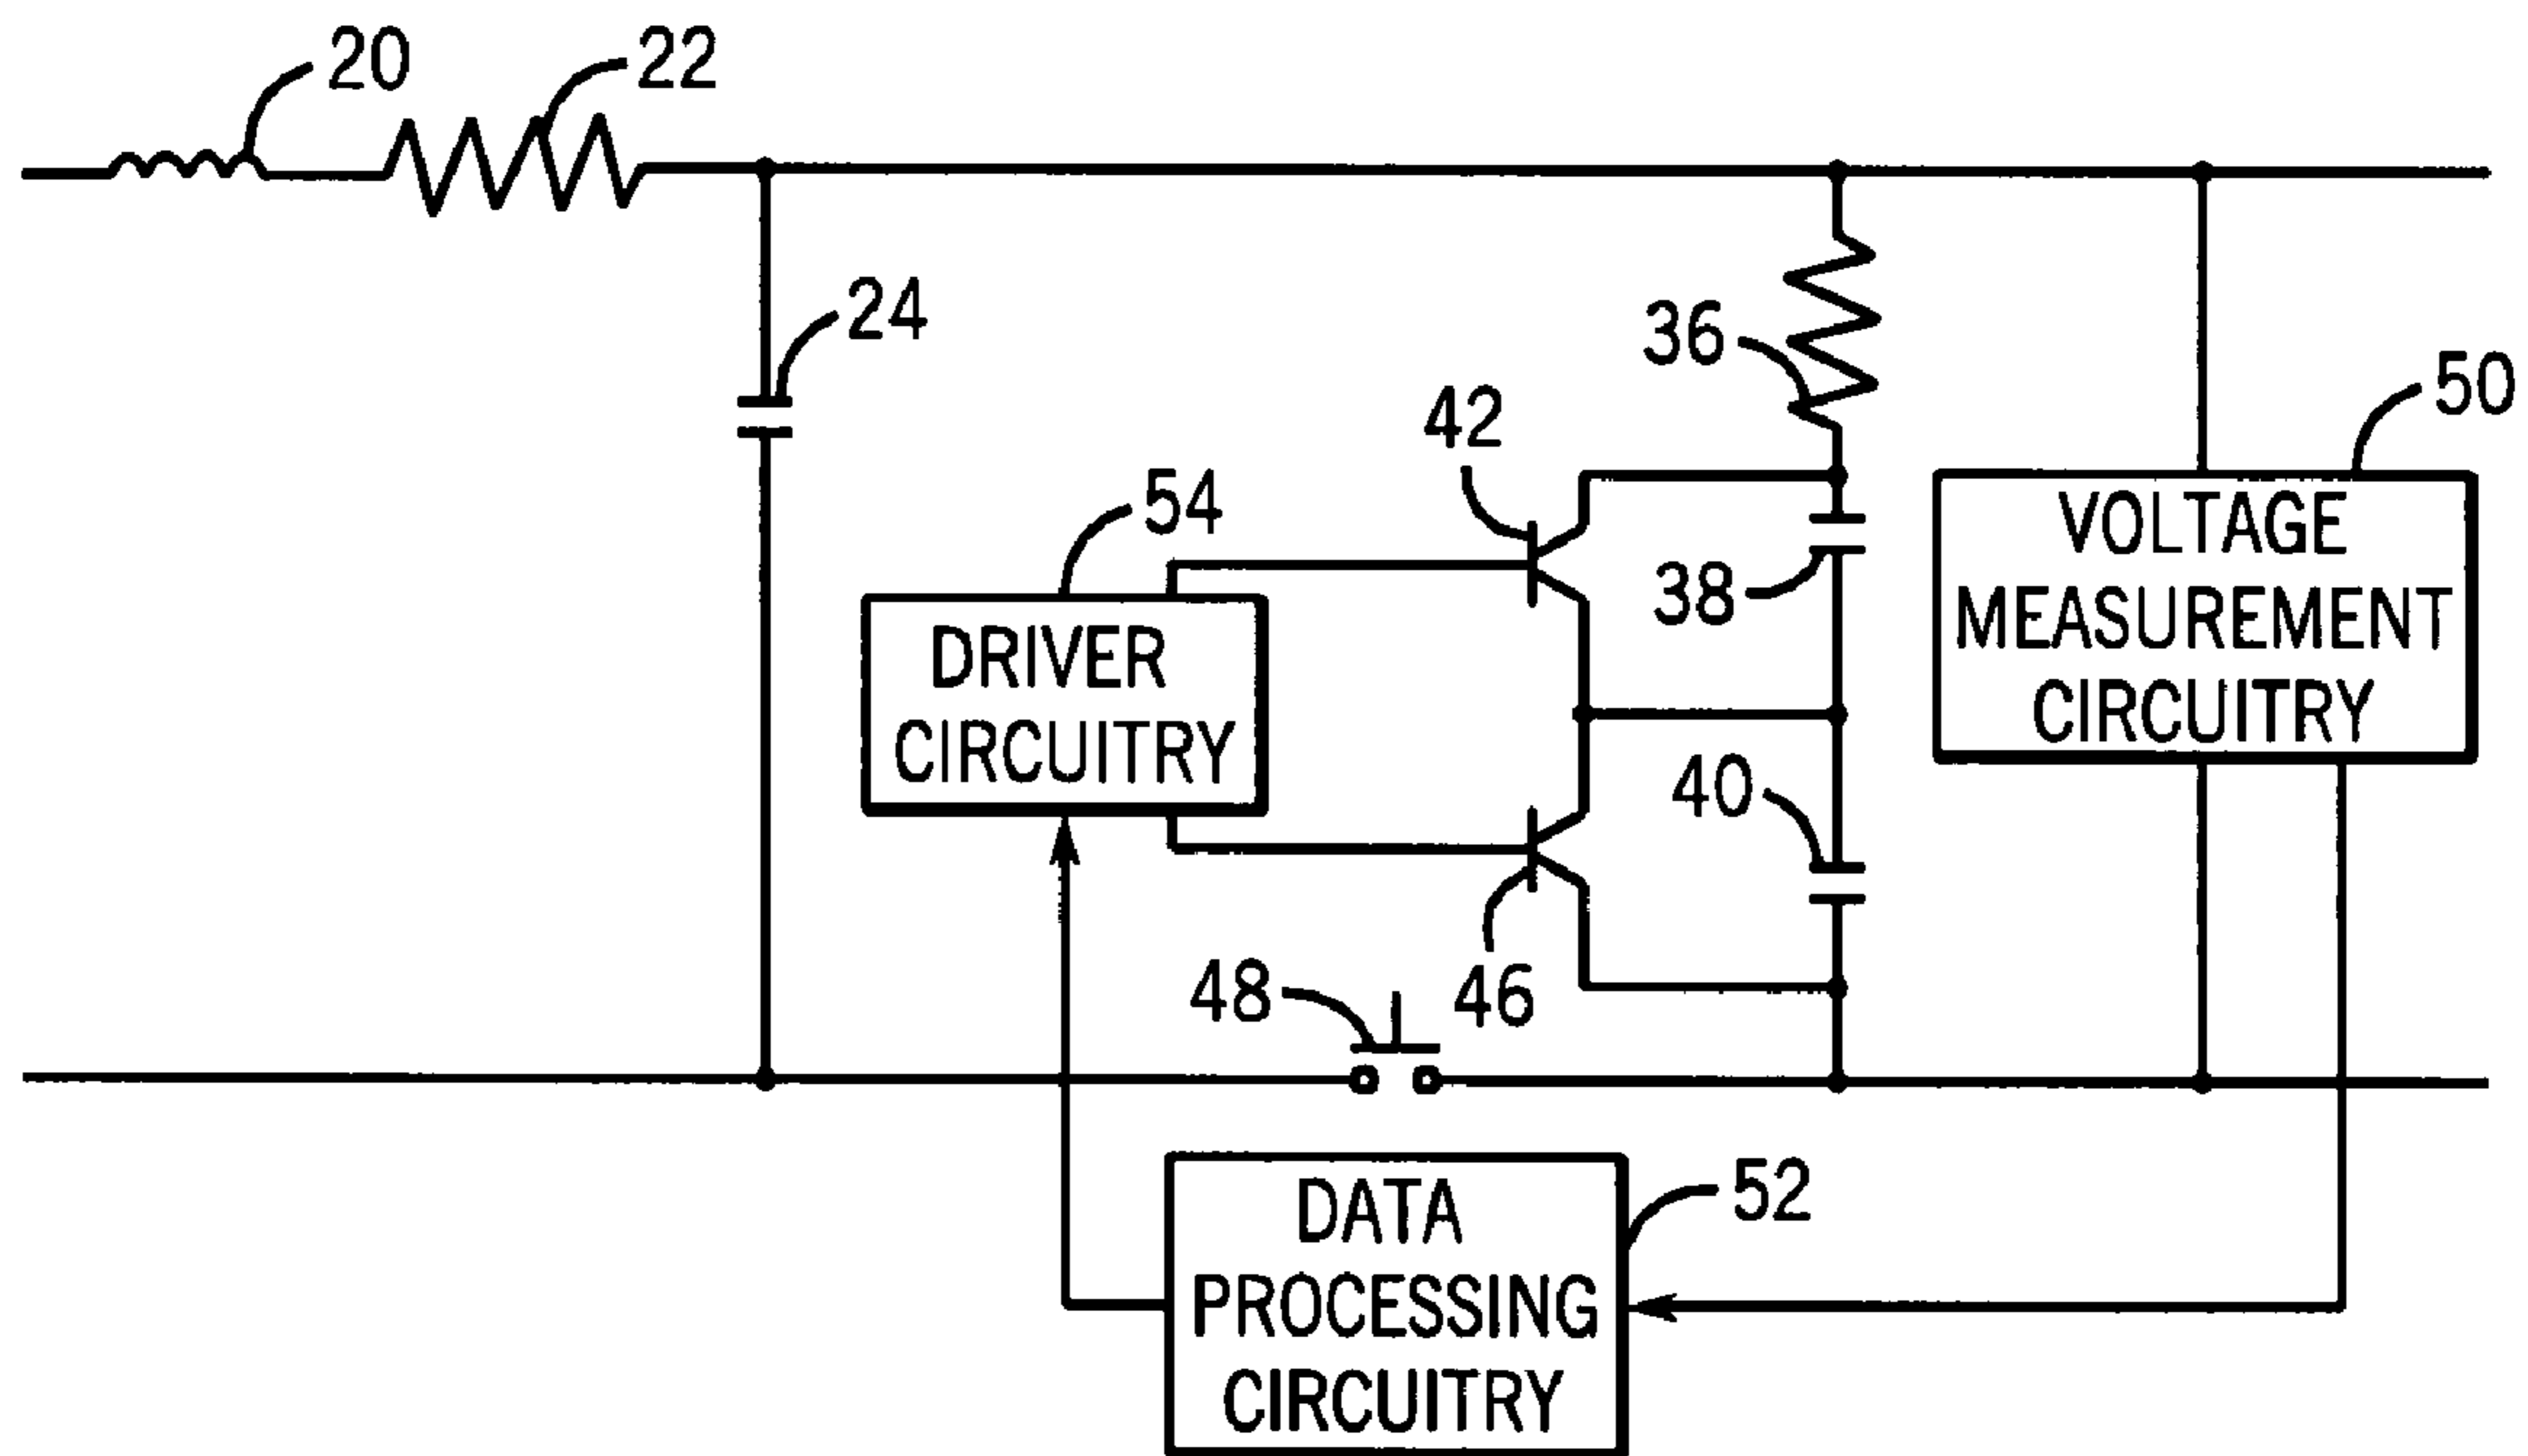 20
22
24
36
50
42
54
38
VOLTAGE
MEASUREMENT
CIRCUITRY
DRIVER
CIRCUITRY
40
48
46
52
DATA
PROCESSING
CIRCUITRY